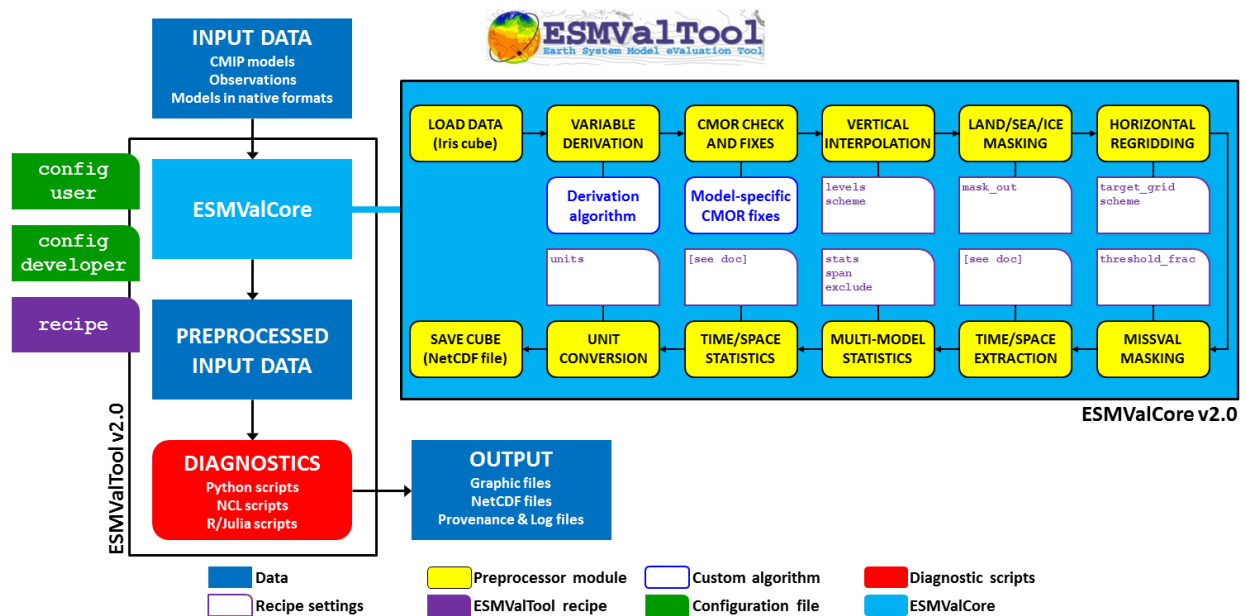 ESMValTool
Earth System Model eValuation Tool
INPUT DATA
CMIP models
Observations
Models in native formats
config
user
config
developer
recipe
ESMValCore
PREPROCESSED
INPUT DATA
DIAGNOSTICS
Python scripts
NCL scripts
R/Julia scripts
ESMValTool v2.0
OUTPUT
Graphic files
NetCDF files
Provenance & Log files
LOAD DATA
(Iris cube)
VARIABLE
DERIVATION
CMOR CHECK
AND FIXES
VERTICAL
INTERPOLATION
LAND/SEA/ICE
MASKING
HORIZONTAL
REGRIDDING
Derivation
algorithm
Model-specific
CMOR fixes
levels
scheme
mask_out
target_grid
scheme
units
[see doc]
stats
span
exclude
[see doc]
threshold_frac
SAVE CUBE
(NetCDF file)
UNIT
CONVERSION
TIME/SPACE
STATISTICS
MULTI-MODEL
STATISTICS
TIME/SPACE
EXTRACTION
MISSVAL
MASKING
ESMValCore v2.0
Data
Preprocessor module
Custom algorithm
Diagnostic scripts
Recipe settings
ESMValTool recipe
Configuration file
ESMValCore